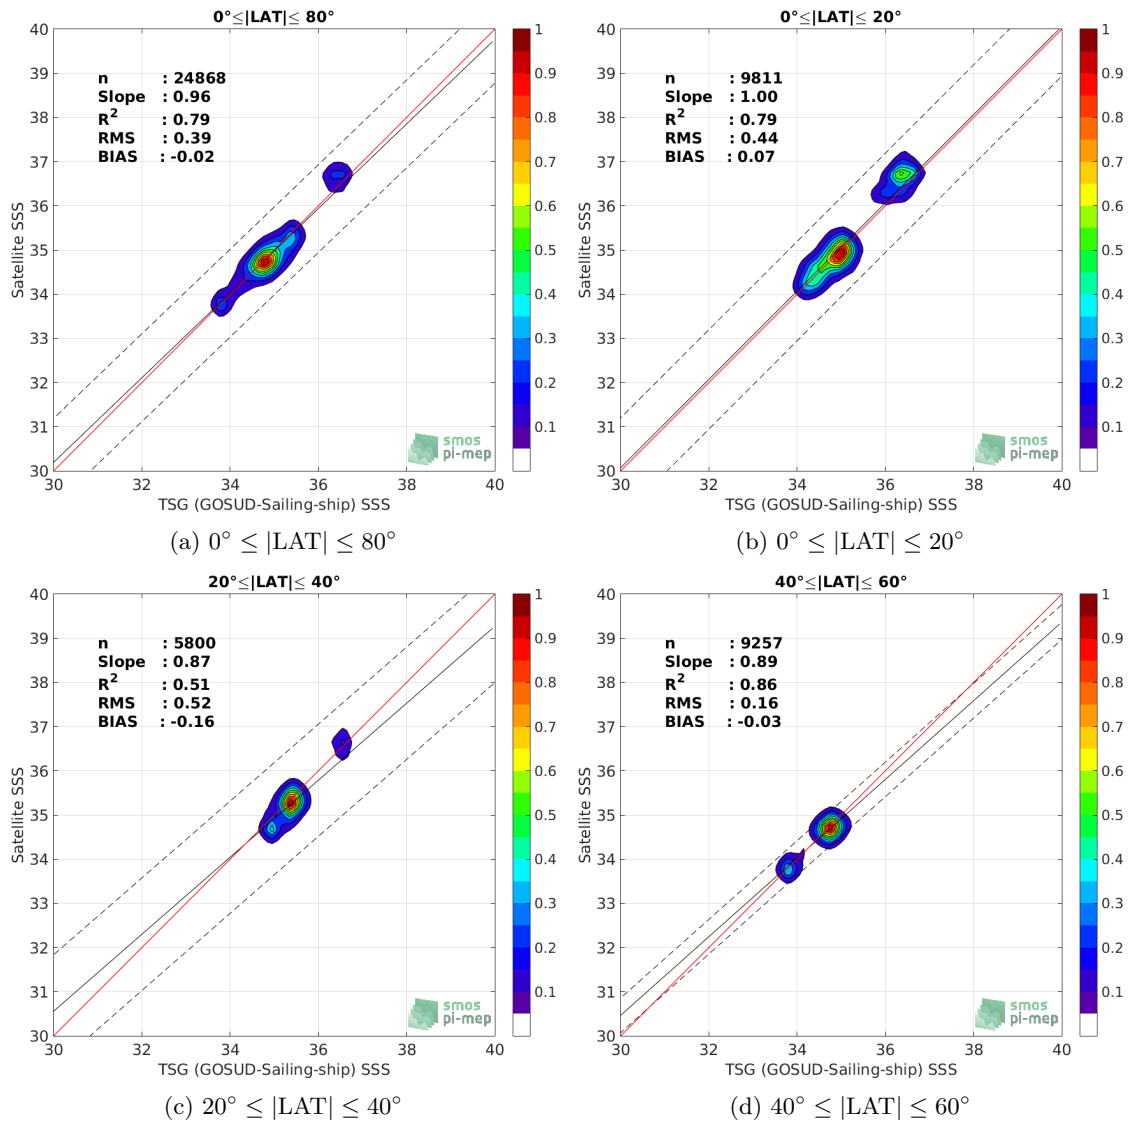 0°≤|LAT|≤ 80°
40
39
38
37
36
35
34
33
32
31
30
Satellite SSS
n : 24868
Slope : 0.96
R2 : 0.79
RMS : 0.39
BIAS : -0.02
smos
pi-mep
30 32 34 36 38 40
TSG (GOSUD-Sailing-ship) SSS
1
0.9
0.8
0.7
0.6
0.5
0.4
0.3
0.2
0.1
(a) 0° ≤ |LAT| ≤ 80°
0°≤|LAT|≤ 20°
40
39
38
37
36
35
34
33
32
31
30
Satellite SSS
n : 9811
Slope : 1.00
R2 : 0.79
RMS : 0.44
BIAS : 0.07
smos
pi-mep
30 32 34 36 38 40
TSG (GOSUD-Sailing-ship) SSS
1
0.9
0.8
0.7
0.6
0.5
0.4
0.3
0.2
0.1
(b) 0° ≤ |LAT| ≤ 20°
20°≤|LAT|≤ 40°
40
39
38
37
36
35
34
33
32
31
30
Satellite SSS
n : 5800
Slope : 0.87
R2 : 0.51
RMS : 0.52
BIAS : -0.16
smos
pi-mep
30 32 34 36 38 40
TSG (GOSUD-Sailing-ship) SSS
1
0.9
0.8
0.7
0.6
0.5
0.4
0.3
0.2
0.1
(c) 20° ≤ |LAT| ≤ 40°
40°≤|LAT|≤ 60°
40
39
38
37
36
35
34
33
32
31
30
Satellite SSS
n : 9257
Slope : 0.89
R2 : 0.86
RMS : 0.16
BIAS : -0.03
smos
pi-mep
30 32 34 36 38 40
TSG (GOSUD-Sailing-ship) SSS
1
0.9
0.8
0.7
0.6
0.5
0.4
0.3
0.2
0.1
(d) 40° ≤ |LAT| ≤ 60°